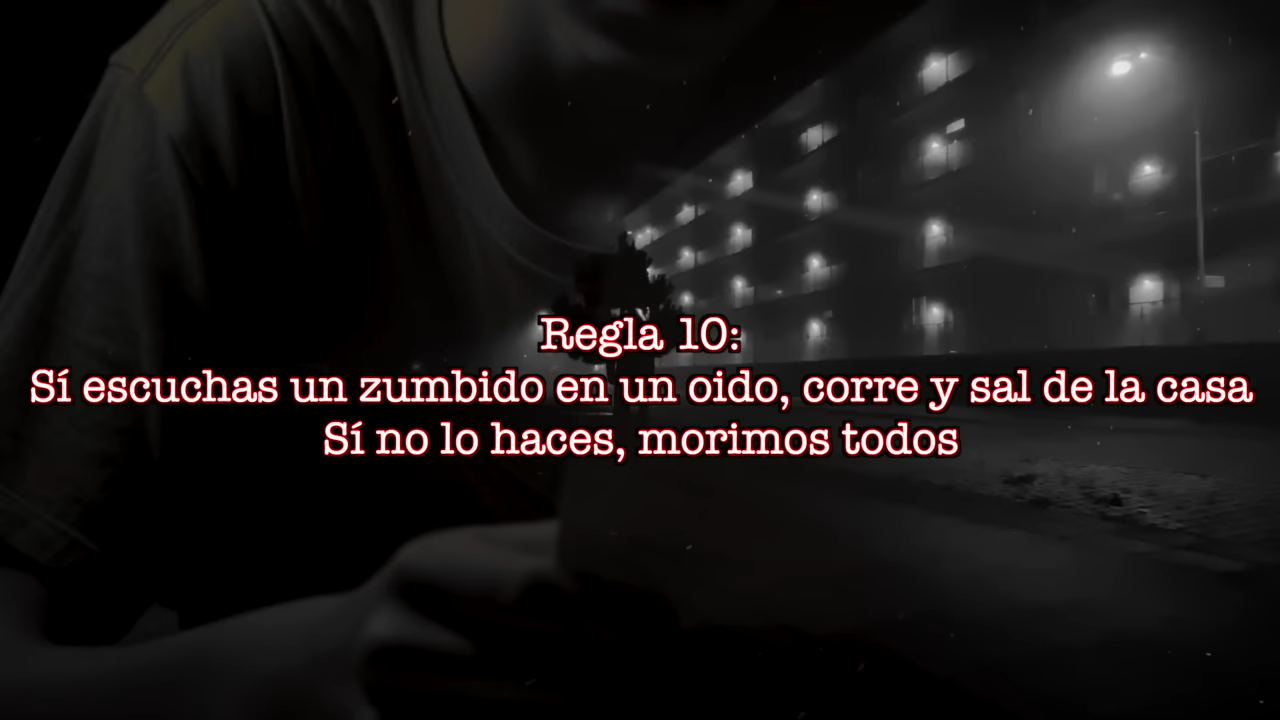 Regla 10:
Sí escuchas un zumbido en un oido, corre y sal de la casa
Sí no lo haces, morimos todos